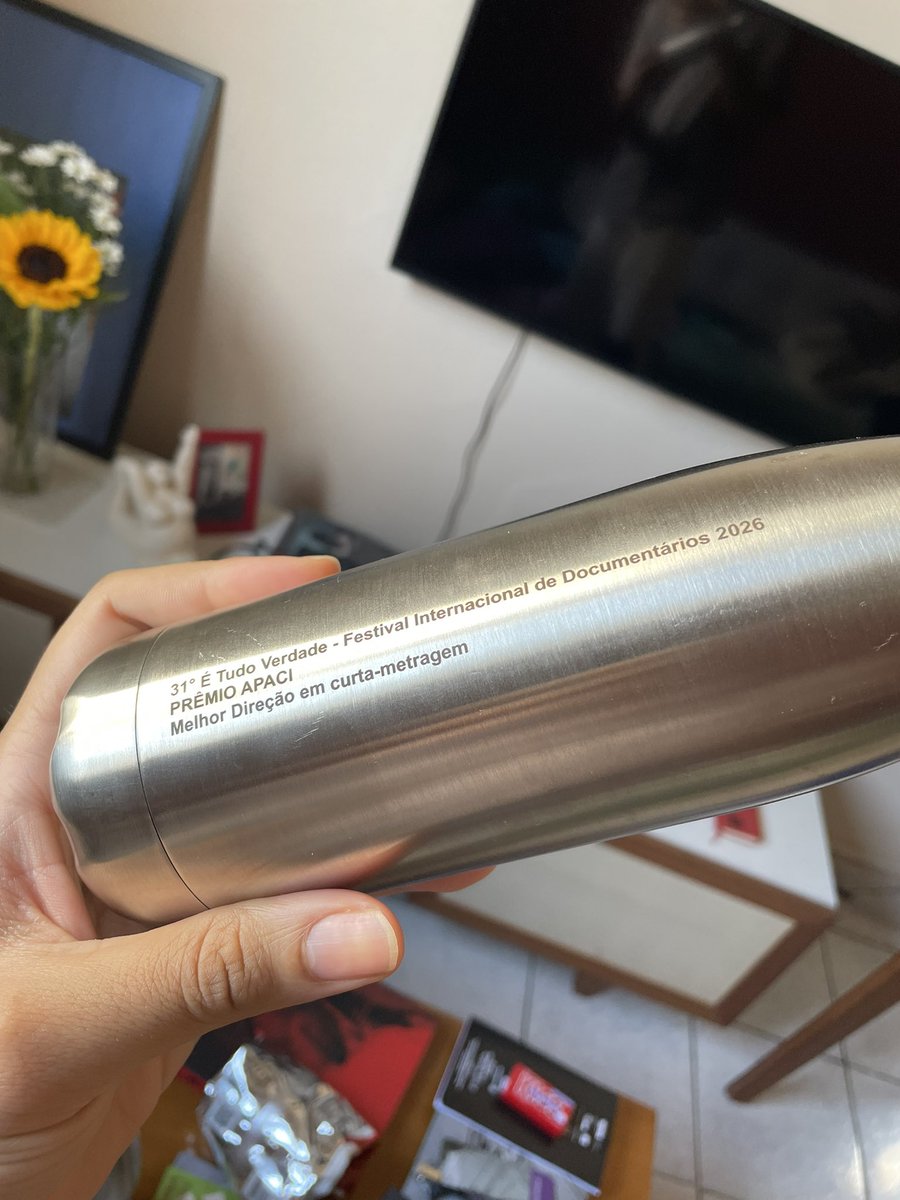 31° É Tudo Verdade - Festival Internacional de Documentários 2026
PRÊMIO APACI
Melhor Direção em curta-metragem